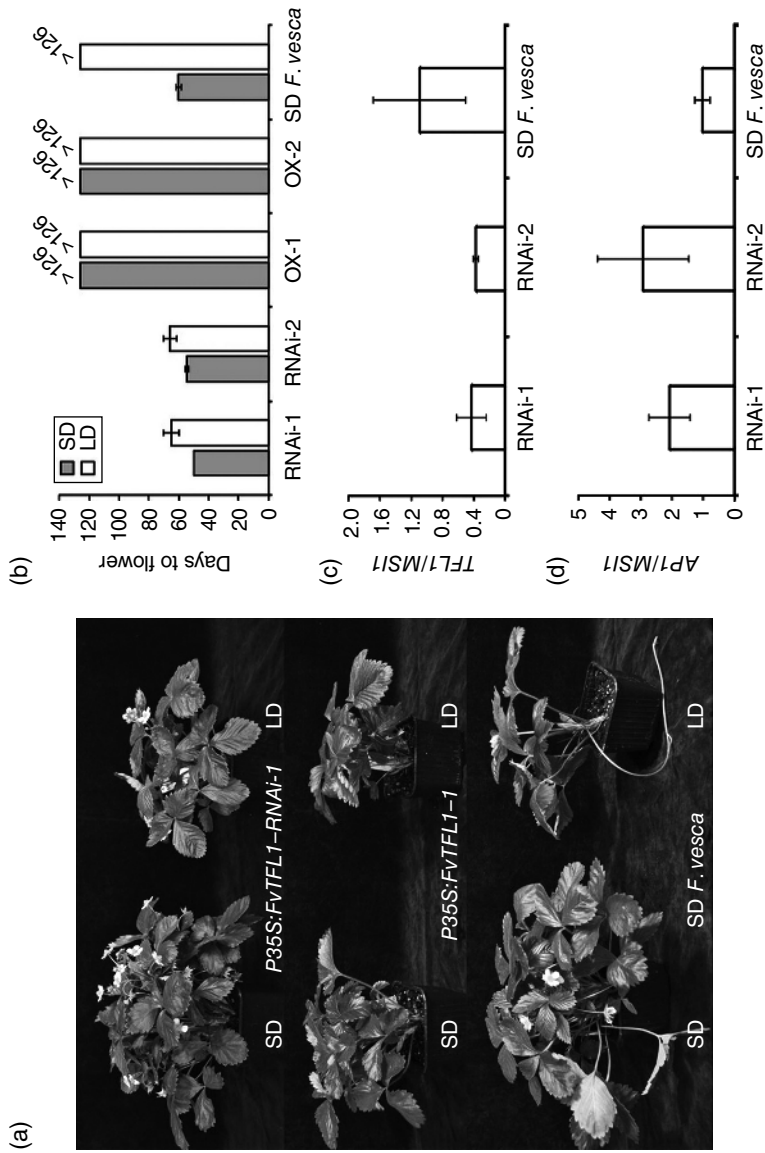 (a)
SD
LD
P35S:FvTFL1–RNAi-1
SD
LD
P35S:FvTFL1–1
SD
SD F. vesca
LD
(b)
SD
LD
Days to flower
140
120
100
80
60
40
20
0
>126
>126
>126
>126
>126
RNAi-1
RNAi-2
OX-1
OX-2
SD F. vesca
(c)
TFL1/MSI1
2.0
1.6
1.2
0.8
0.4
0
RNAi-1
RNAi-2
SD F. vesca
(d)
AP1/MSI1
5
4
3
2
1
0
RNAi-1
RNAi-2
SD F. vesca